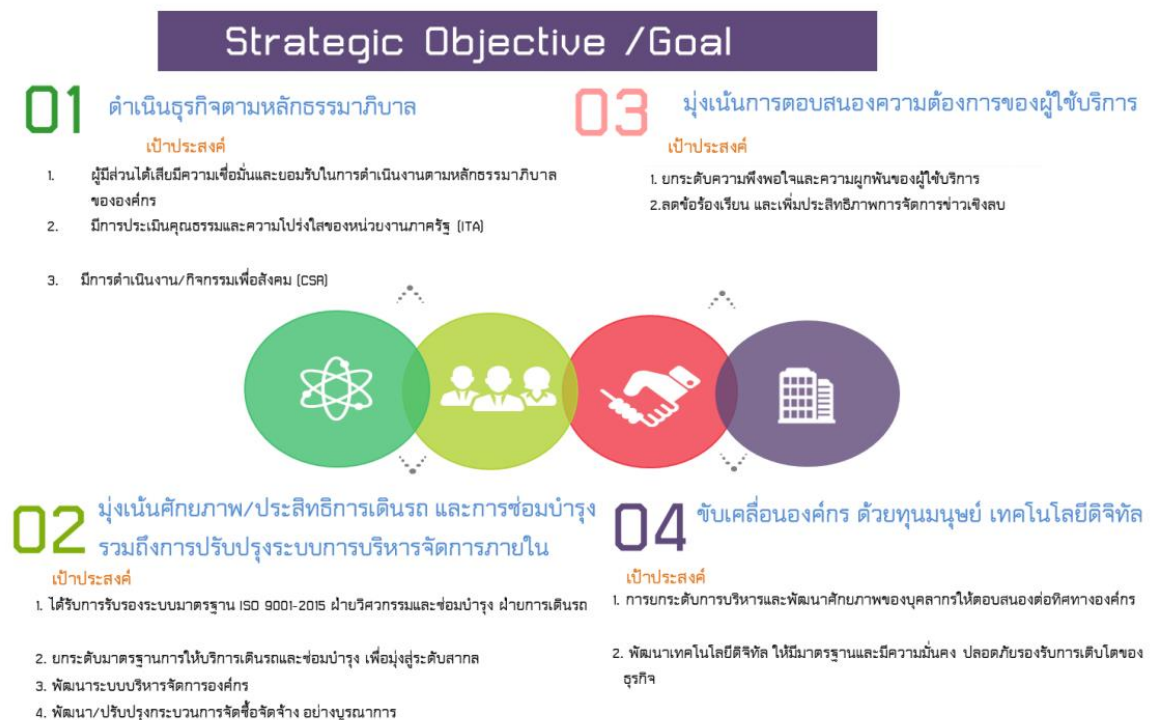 Strategic Objective /Goal
01 ดำเนินธุรกิจตามหลักธรรมาภิบาล
เป้าประสงค์
1. ผู้มีส่วนได้เสียมีความเชื่อมั่นและยอมรับในการดำเนินงานตามหลักธรรมาภิบาล
ขององค์กร
2. มีการประเมินคุณธรรมและความโปร่งใสของหน่วยงานภาครัฐ (ITA)
3. มีการดำเนินงาน/กิจกรรมเพื่อสังคม (CSR)
03 มุ่งเน้นการตอบสนองความต้องการของผู้ใช้บริการ
เป้าประสงค์
1. ยกระดับความพึงพอใจและความผูกพันของผู้ใช้บริการ
2.ลดข้อร้องเรียน และเพิ่มประสิทธิภาพการจัดการข่าวเชิงลบ
02 มุ่งเน้นศักยภาพ/ประสิทธิการเดินรถ และการซ่อมบำรุง
รวมถึงการปรับปรุงระบบการบริหารจัดการภายใน
เป้าประสงค์
1. ได้รับการรับรองระบบมาตรฐาน ISO 9001-2015 ฝ่ายวิศวกรรมและซ่อมบำรุง ฝ่ายการเดินรถ
2. ยกระดับมาตรฐานการให้บริการเดินรถและซ่อมบำรุง เพื่อมุ่งสู่ระดับสากล
3. พัฒนาระบบบริหารจัดการองค์กร
4. พัฒนา/ปรับปรุงกระบวนการจัดซื้อจัดจ้าง อย่างบูรณาการ
04 ขับเคลื่อนองค์กร ด้วยทุนมนุษย์ เทคโนโลยีดิจิทัล
เป้าประสงค์
1. การยกระดับการบริหารและพัฒนาศักยภาพของบุคลากรให้ตอบสนองต่อทิศทางองค์กร
2. พัฒนาเทคโนโลยีดิจิทัล ให้มีมาตรฐานและมีความมั่นคง ปลอดภัยรองรับการเติบโตของ
ธุรกิจ